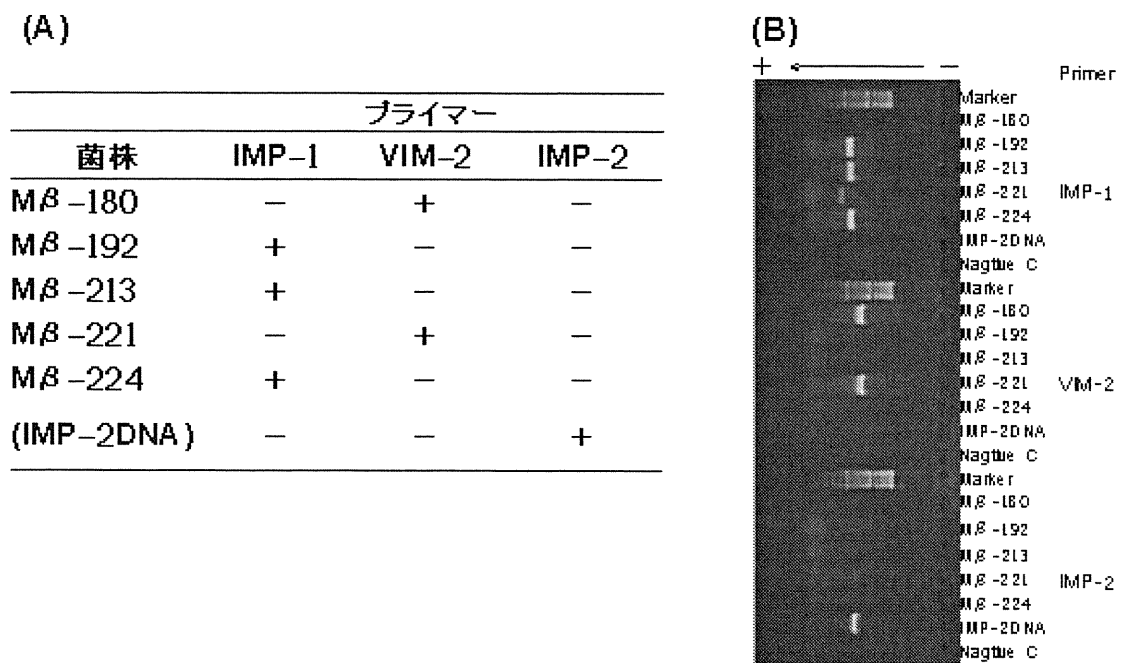 (A)
プライマー
菌株 IMP-1 VIM-2 IMP-2
Mβ-180 − + −
Mβ-192 + − −
Mβ-213 + − −
Mβ-221 − + −
Mβ-224 + − −
(IMP-2DNA) − − +
(B)
+ −
Primer
Marker
Mβ-180
Mβ-192
Mβ-213
Mβ-221 IMP-1
Mβ-224
IMP-2DNA
Nagtive C
Marker
Mβ-180
Mβ-192
Mβ-213
Mβ-221 VIM-2
Mβ-224
IMP-2DNA
Nagtive C
Marker
Mβ-180
Mβ-192
Mβ-213
Mβ-221 IMP-2
Mβ-224
IMP-2DNA
Nagtive C